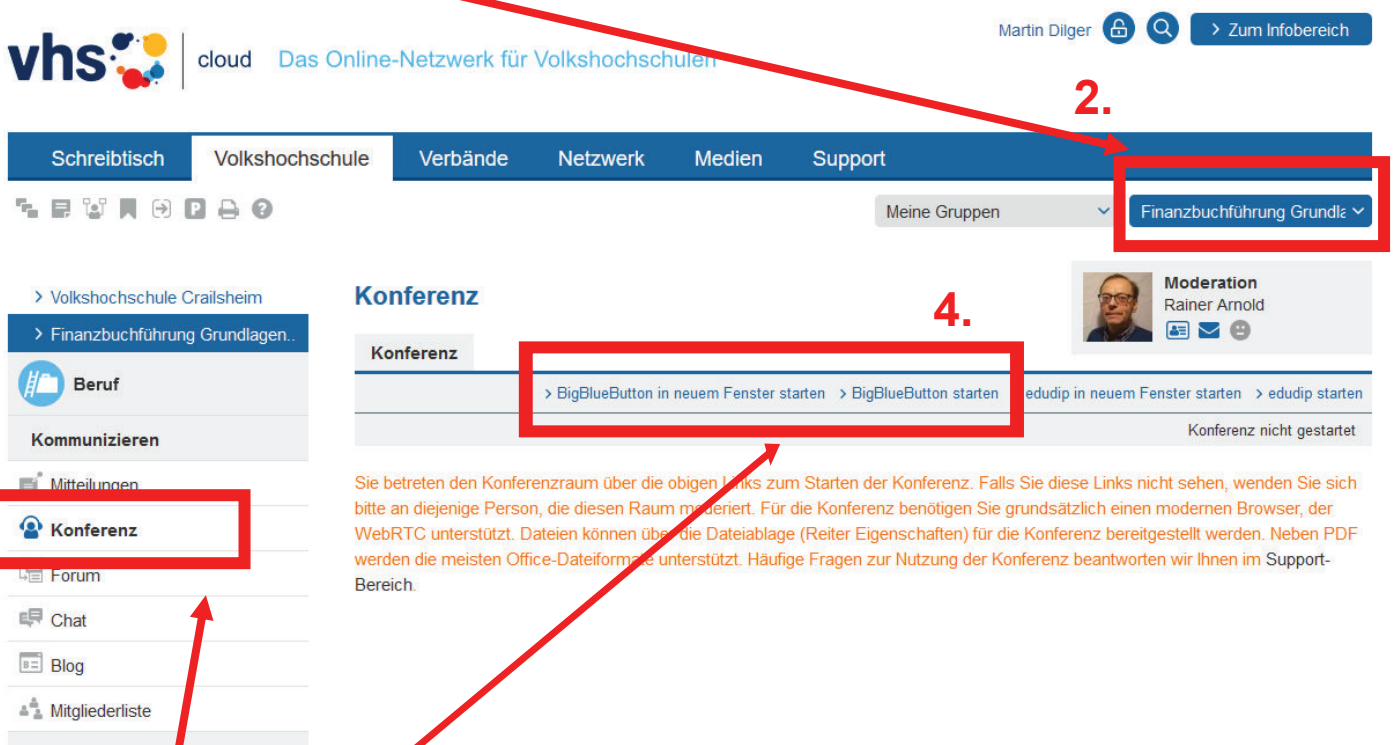 Martin Dilger > Zum Infobereich
vhs cloud Das Online-Netzwerk für Volkshochschulen
2.
Schreibtisch Volkshochschule Verbände Netzwerk Medien Support
P ? Meine Gruppen Finanzbuchführung Grundla
> Volkshochschule Crailsheim
> Finanzbuchführung Grundlagen..
Beruf
Kommunizieren
Mitteilungen
Konferenz
Forum
Chat
Blog
Mitgliederliste
Konferenz
Moderation
Rainer Arnold
4.
Konferenz
> BigBlueButton in neuem Fenster starten > BigBlueButton starten edudip in neuem Fenster starten > edudip starten
Konferenz nicht gestartet
Sie betreten den Konferenzraum über die obigen Links zum Starten der Konferenz. Falls Sie diese Links nicht sehen, wenden Sie sich
bitte an diejenige Person, die diesen Raum moderiert. Für die Konferenz benötigen Sie grundsätzlich einen modernen Browser, der
WebRTC unterstützt. Dateien können über die Dateiablage (Reiter Eigenschaften) für die Konferenz bereitgestellt werden. Neben PDF
werden die meisten Office-Dateiformate unterstützt. Häufige Fragen zur Nutzung der Konferenz beantworten wir Ihnen im Support-
Bereich.